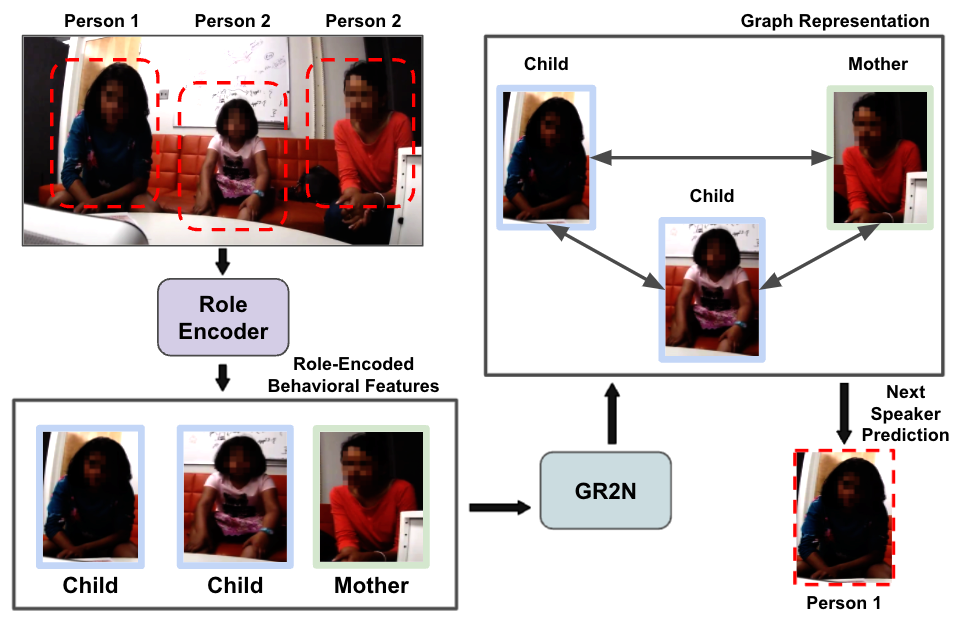 Person 1
Person 2
Person 2
Role
Encoder
Role-Encoded
Behavioral Features
Child
Child
Mother
GR2N
Graph Representation
Child
Mother
Child
Next
Speaker
Prediction
Person 1